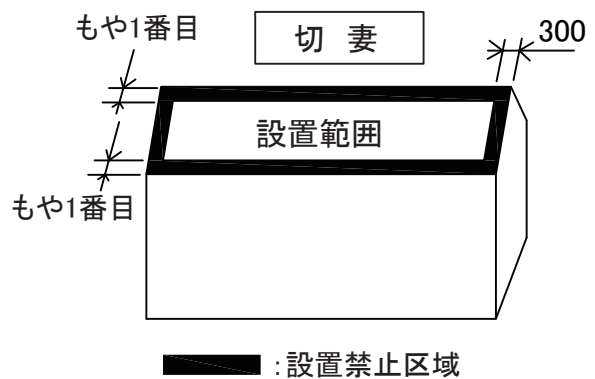 もや1番目
切 妻
300
設置範囲
もや1番目
:設置禁止区域